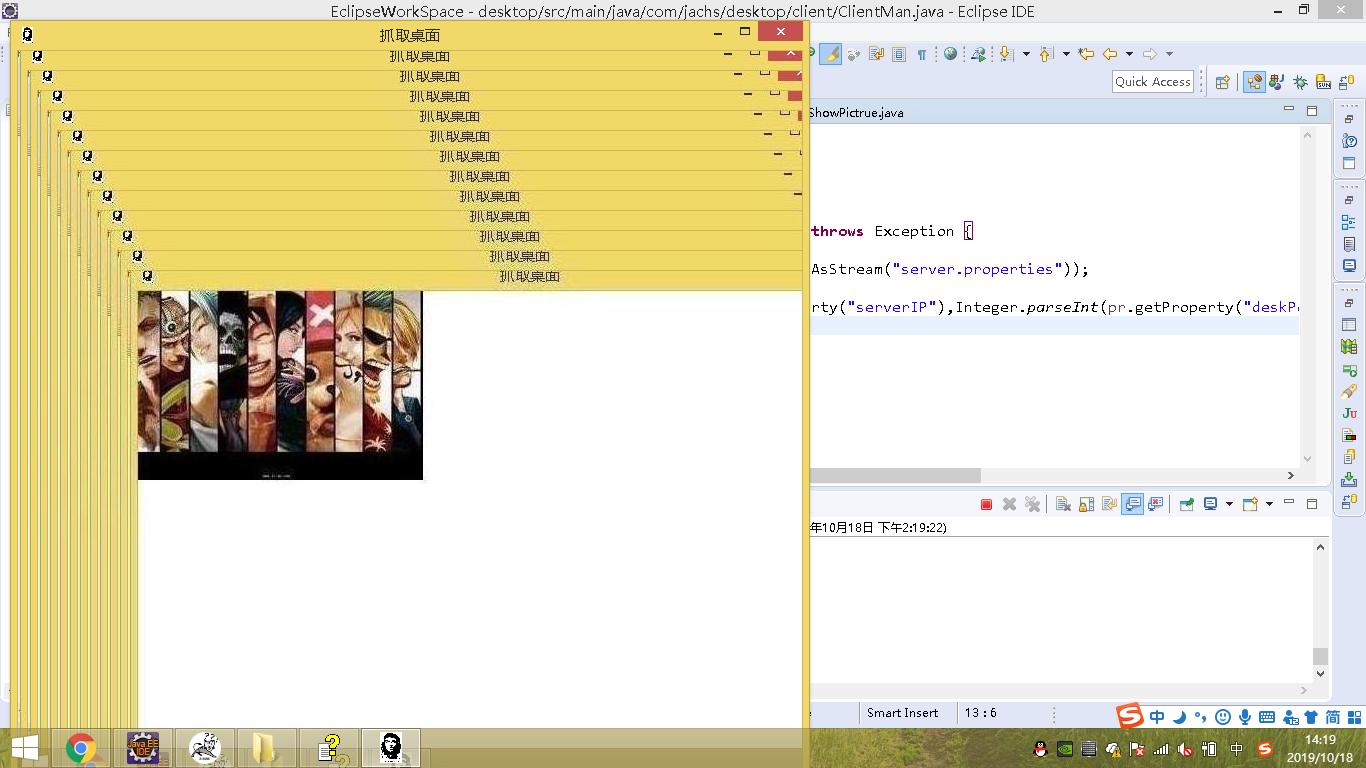 EclipseWorkSpace - desktop/src/main/java/com/jachs/desktop/client/ClientMan.java - Eclipse IDE
抓取桌面
抓取桌面
抓取桌面
抓取桌面
抓取桌面
抓取桌面
抓取桌面
抓取桌面
抓取桌面
抓取桌面
抓取桌面
抓取桌面
抓取桌面
Quick Access
ShowPictrue.java
throws Exception {
AsStream("server.properties"));
rty("serverIP"),Integer.parseInt(pr.getProperty("deskP
年10月18日 下午2:19:22)
Smart Insert
13 : 6
中
简
Java EE
IDE
中
14:19
2019/10/18